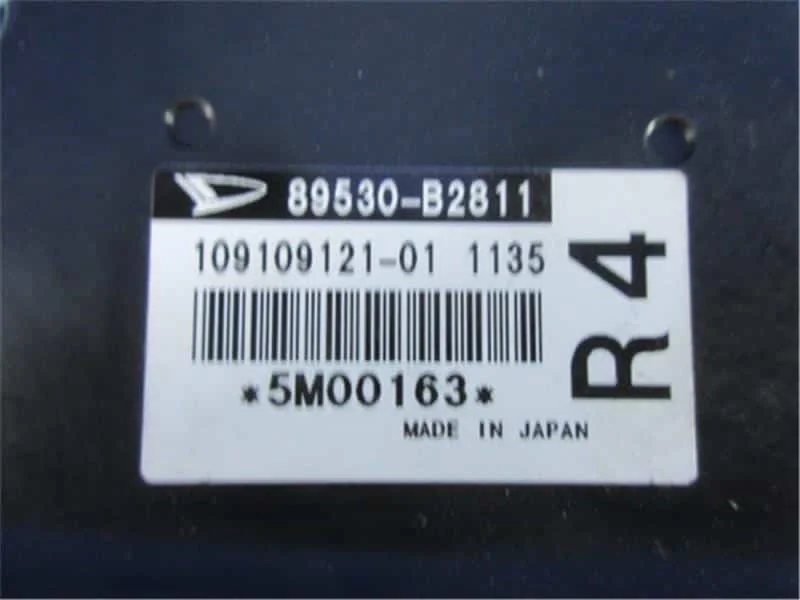 89530-B2811
109109121-01 1135
*5M00163*
MADE IN JAPAN
R4